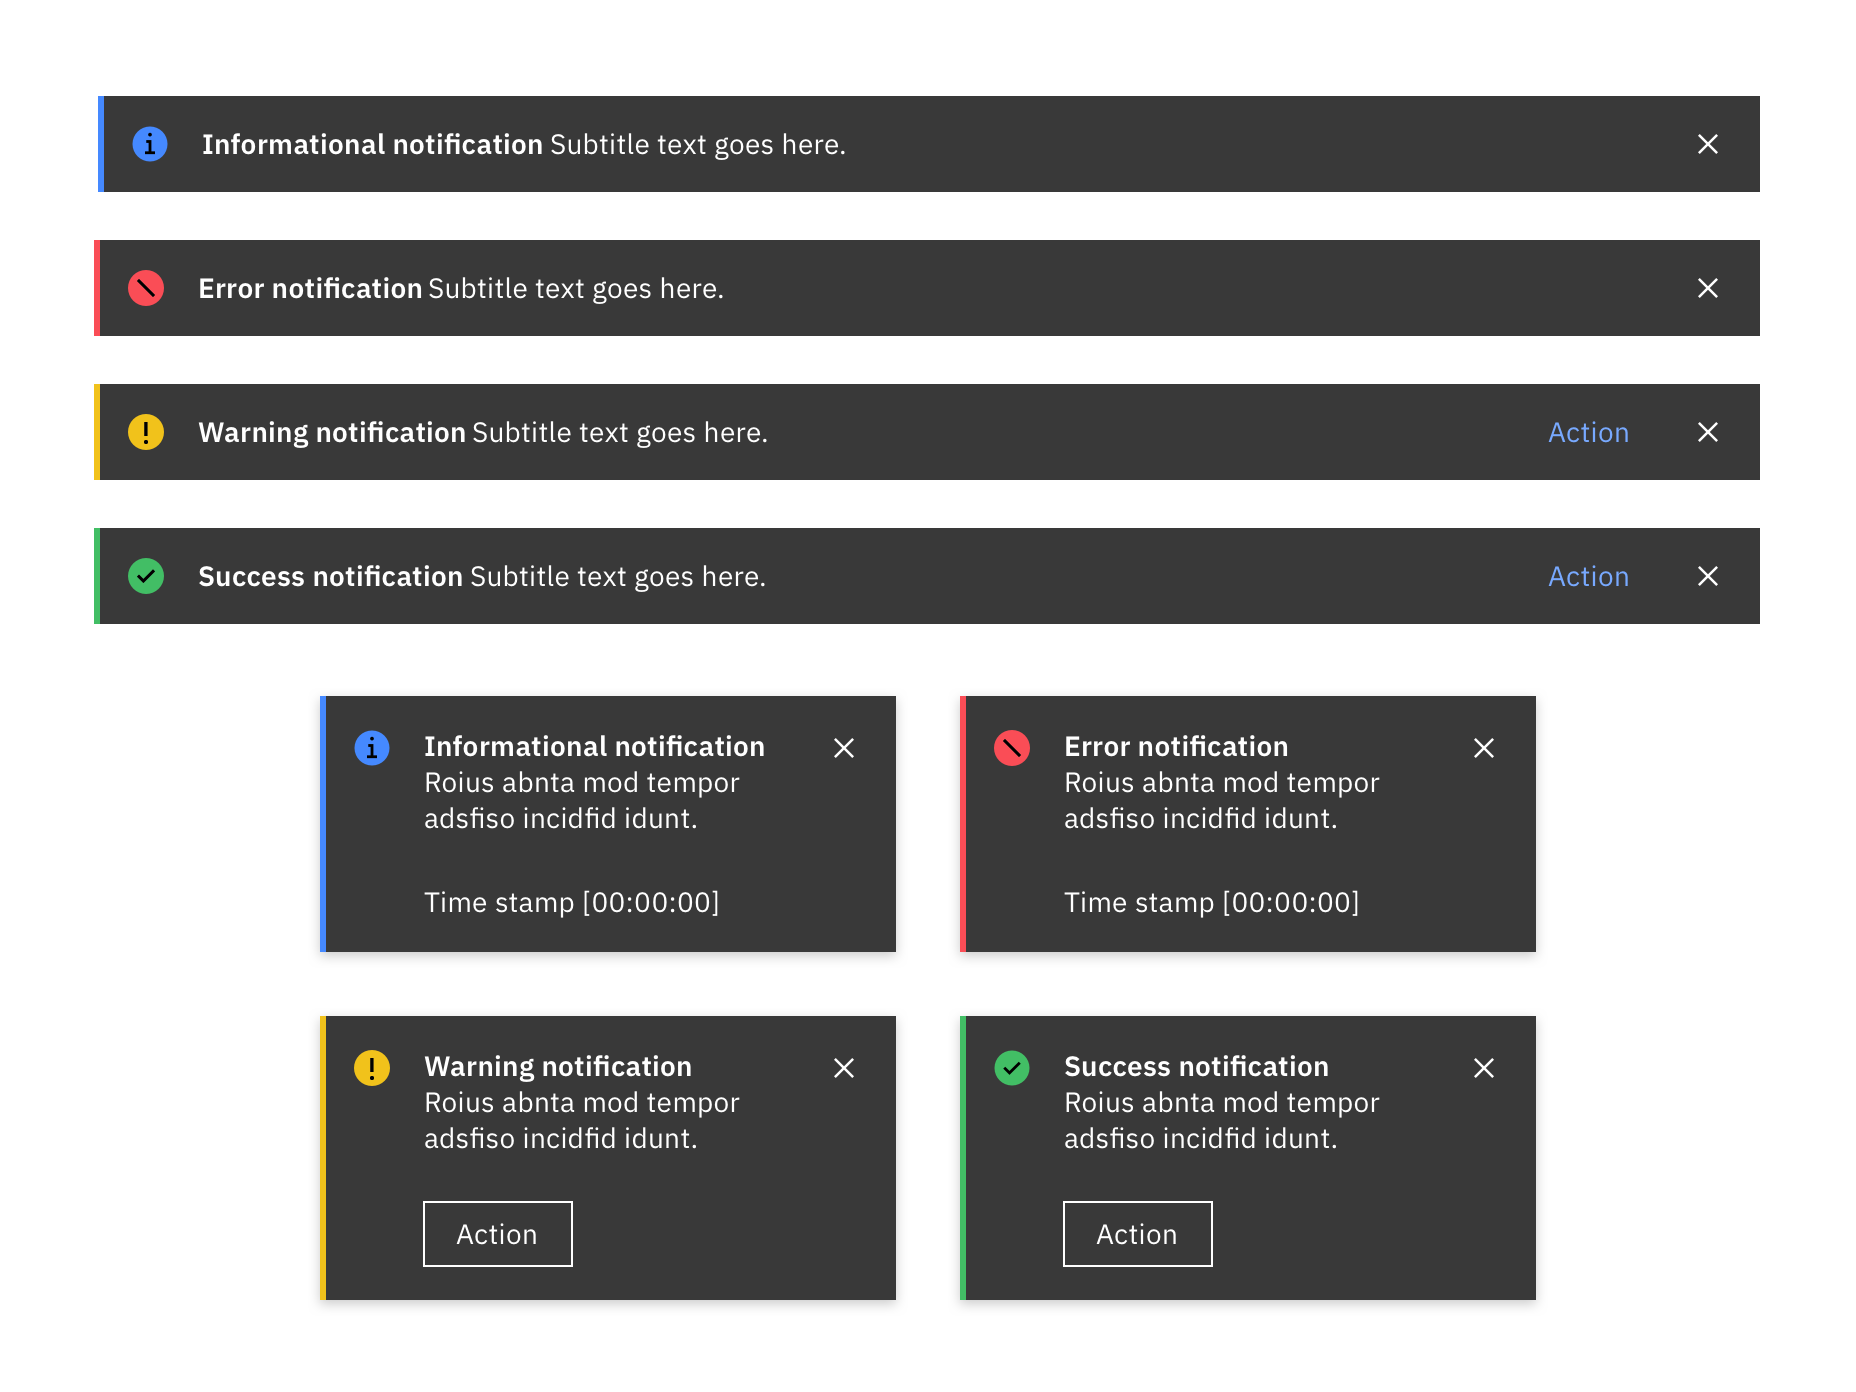 Informational notification Subtitle text goes here.
Error notification Subtitle text goes here.
Warning notification Subtitle text goes here. Action
Success notification Subtitle text goes here. Action
Informational notification
Roius abnta mod tempor
adsfiso incidfid idunt.
Time stamp [00:00:00]
Error notification
Roius abnta mod tempor
adsfiso incidfid idunt.
Time stamp [00:00:00]
Warning notification
Roius abnta mod tempor
adsfiso incidfid idunt.
Action
Success notification
Roius abnta mod tempor
adsfiso incidfid idunt.
Action